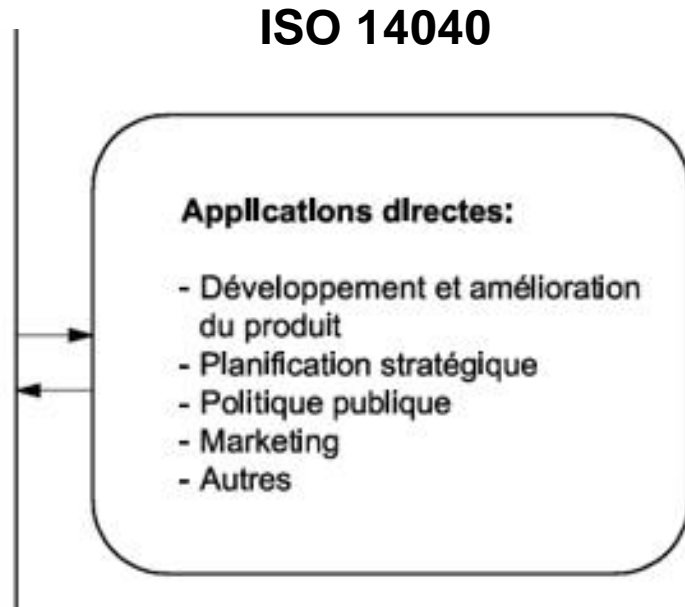 ISO 14040
Applications directes:
- Développement et amélioration
du produit
- Planification stratégique
- Politique publique
- Marketing
- Autres